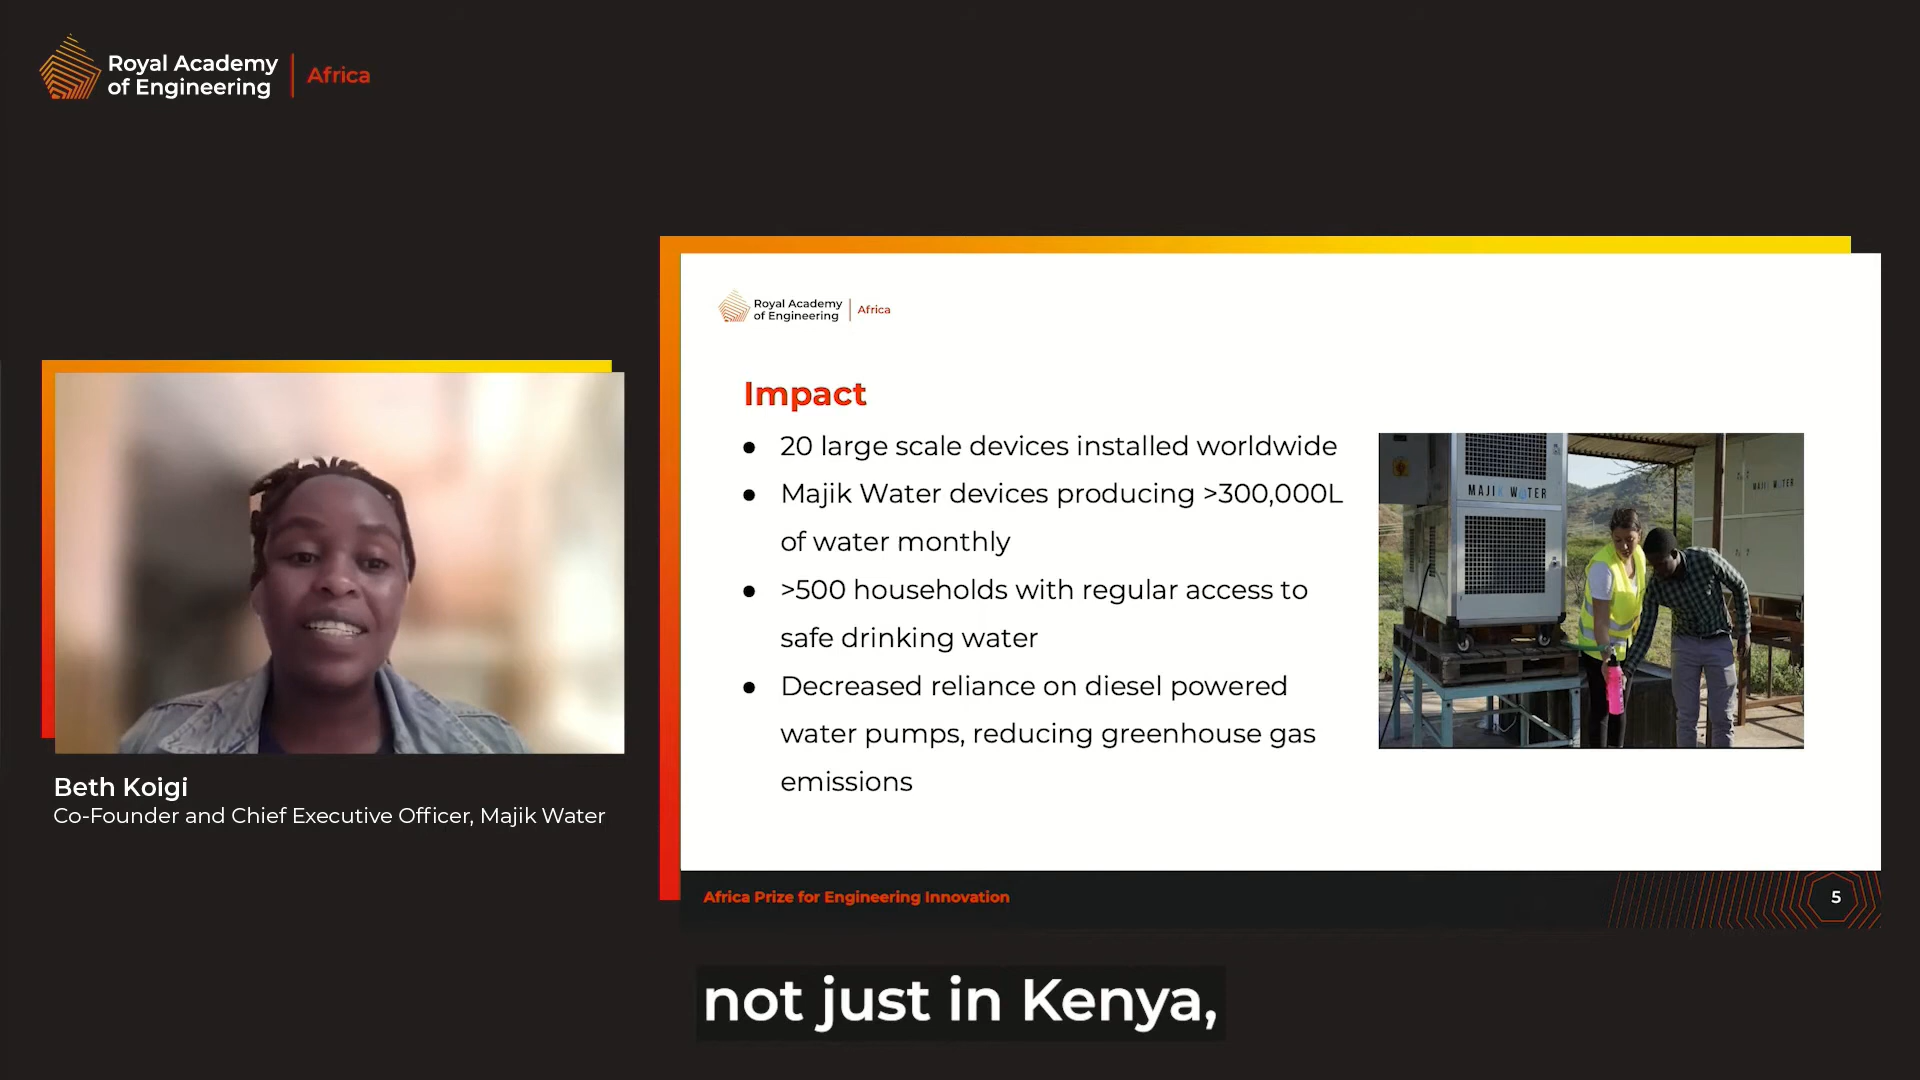 Royal Academy
of Engineering
Africa
Royal Academy
of Engineering
Africa
Impact
● 20 large scale devices installed worldwide
● Majik Water devices producing >300,000L
of water monthly
● >500 households with regular access to
safe drinking water
● Decreased reliance on diesel powered
water pumps, reducing greenhouse gas
emissions
MAJIK WATER
MAJIK WATER
Beth Koigi
Co-Founder and Chief Executive Officer, Majik Water
Africa Prize for Engineering Innovation
5
not just in Kenya,